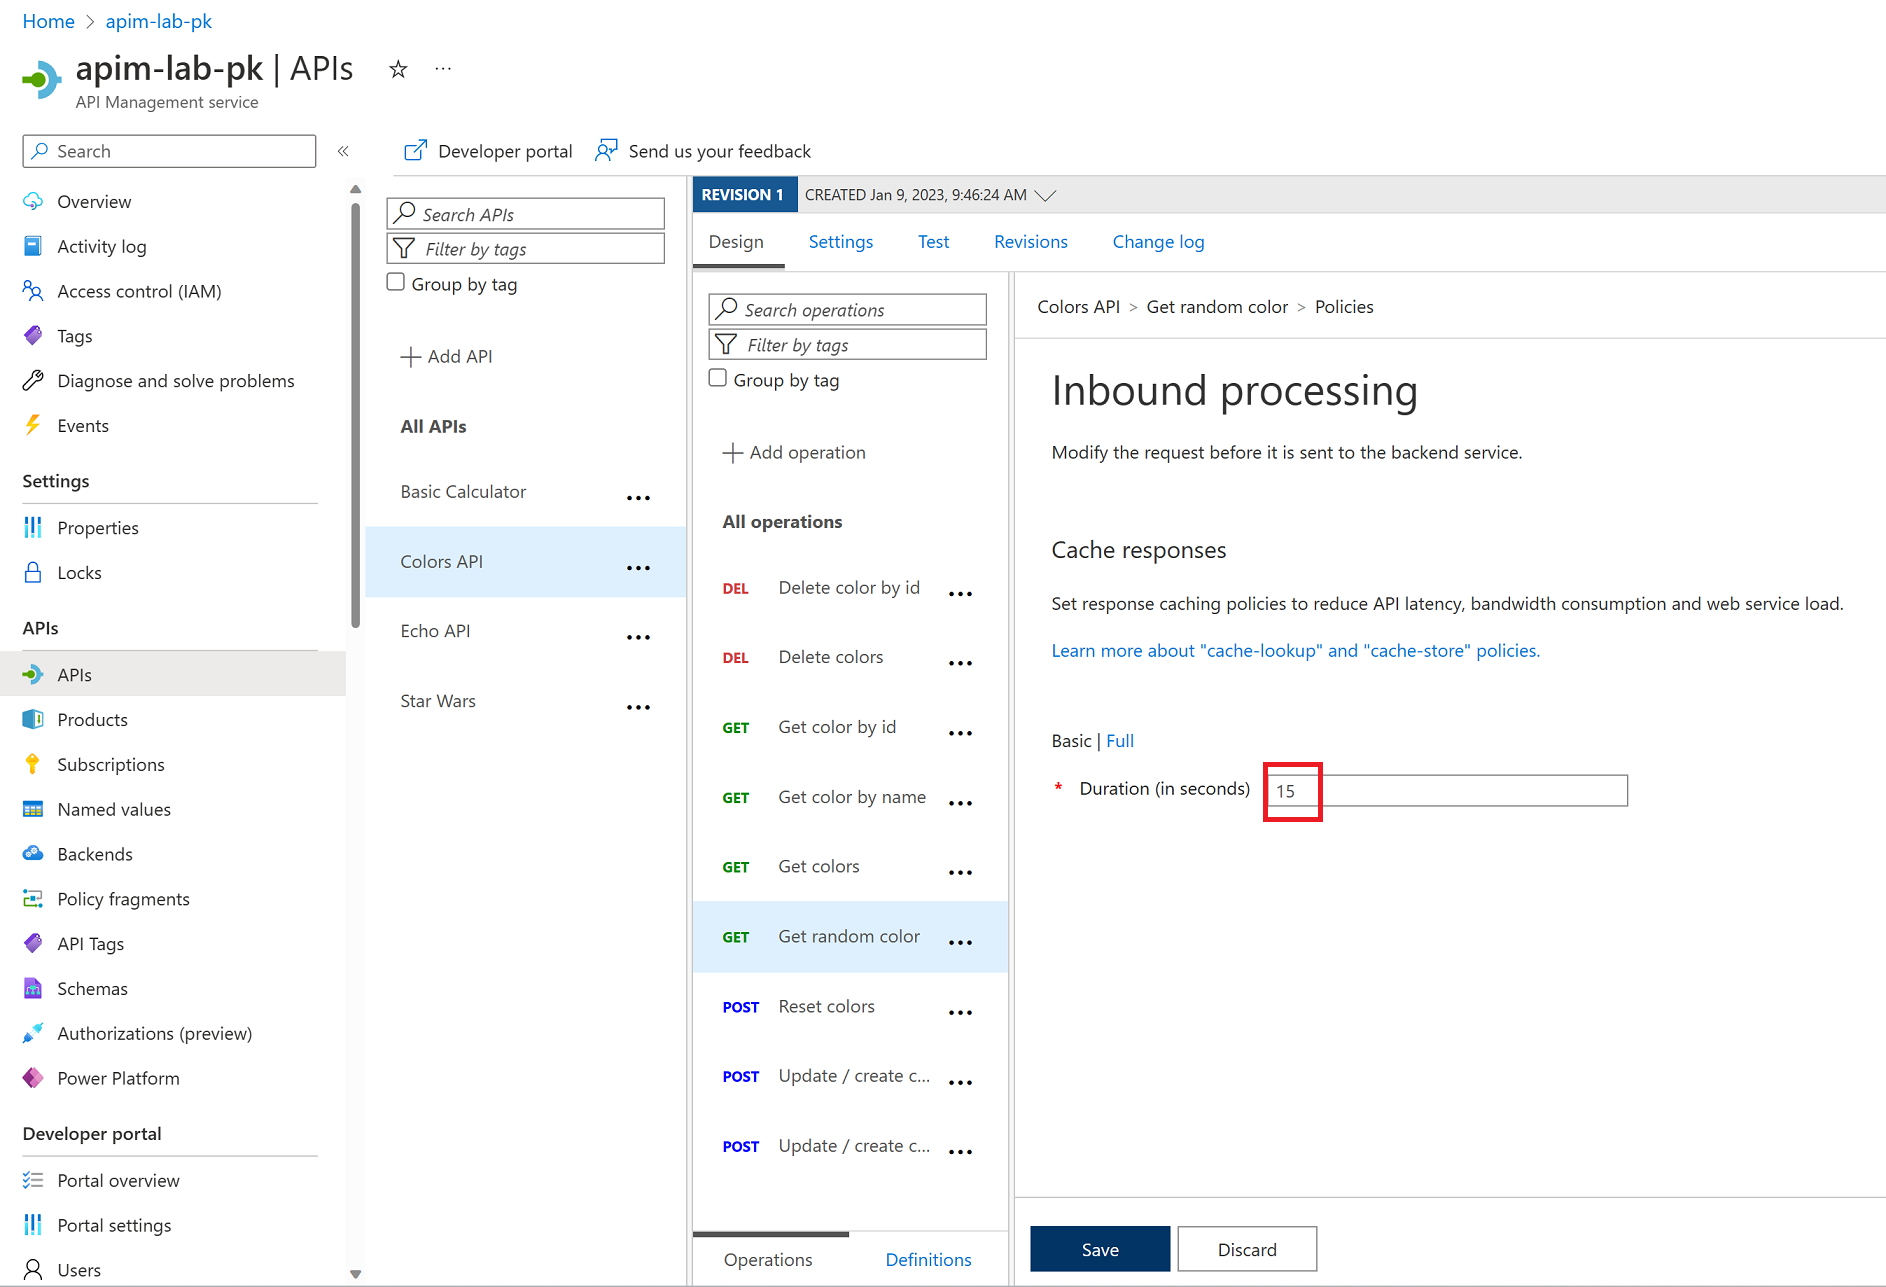 Home > apim-lab-pk
apim-lab-pk | APIs
API Management service
Search
Overview
Activity log
Access control (IAM)
Tags
Diagnose and solve problems
Events
Settings
Properties
Locks
APIs
APIs
Products
Subscriptions
Named values
Backends
Policy fragments
API Tags
Schemas
Authorizations (preview)
Power Platform
Developer portal
Portal overview
Portal settings
Users
Developer portal
Send us your feedback
Search APIs
Filter by tags
Group by tag
Add API
All APIs
Basic Calculator
Colors API
Echo API
Star Wars
REVISION 1 CREATED Jan 9, 2023, 9:46:24 AM
Design Settings Test Revisions Change log
Search operations
Filter by tags
Group by tag
Add operation
All operations
DEL Delete color by id
DEL Delete colors
GET Get color by id
GET Get color by name
GET Get colors
GET Get random color
POST Reset colors
POST Update / create c...
POST Update / create c...
Operations Definitions
Colors API > Get random color > Policies
Inbound processing
Modify the request before it is sent to the backend service.
Cache responses
Set response caching policies to reduce API latency, bandwidth consumption and web service load.
Learn more about "cache-lookup" and "cache-store" policies.
Basic | Full
* Duration (in seconds) 15
Save Discard